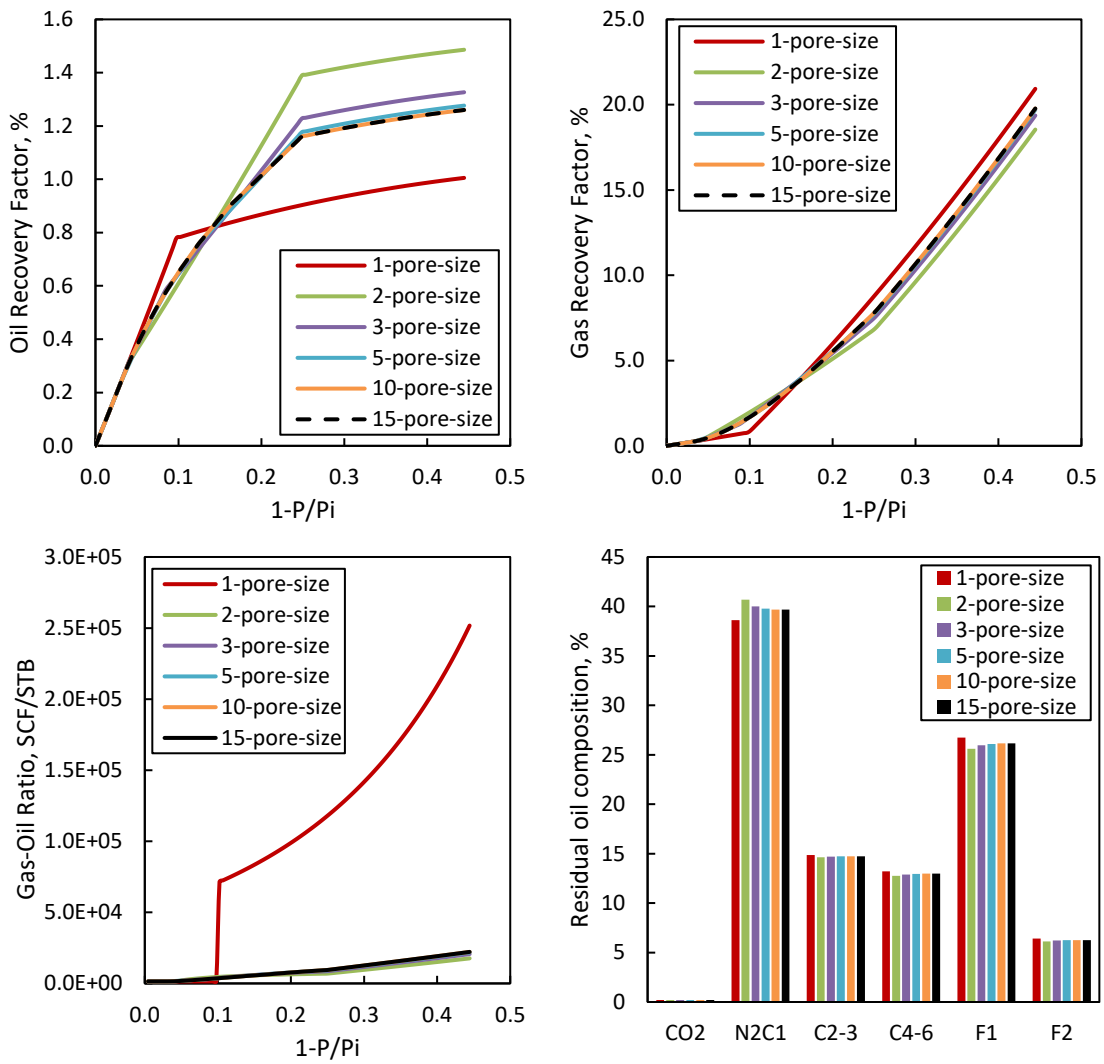 Oil Recovery Factor, %
1.6
1.4
1.2
1.0
0.8
0.6
0.4
0.2
0.0
0.0 0.1 0.2 0.3 0.4 0.5
1-P/Pi
1-pore-size
2-pore-size
3-pore-size
5-pore-size
10-pore-size
15-pore-size
Gas Recovery Factor, %
25.0
20.0
15.0
10.0
5.0
0.0
0.0 0.1 0.2 0.3 0.4 0.5
1-P/Pi
1-pore-size
2-pore-size
3-pore-size
5-pore-size
10-pore-size
15-pore-size
Gas-Oil Ratio, SCF/STB
3.0E+05
2.5E+05
2.0E+05
1.5E+05
1.0E+05
5.0E+04
0.0E+00
0.0 0.1 0.2 0.3 0.4 0.5
1-P/Pi
1-pore-size
2-pore-size
3-pore-size
5-pore-size
10-pore-size
15-pore-size
Residual oil composition, %
45
40
35
30
25
20
15
10
5
0
CO2 N2C1 C2-3 C4-6 F1 F2
1-pore-size
2-pore-size
3-pore-size
5-pore-size
10-pore-size
15-pore-size